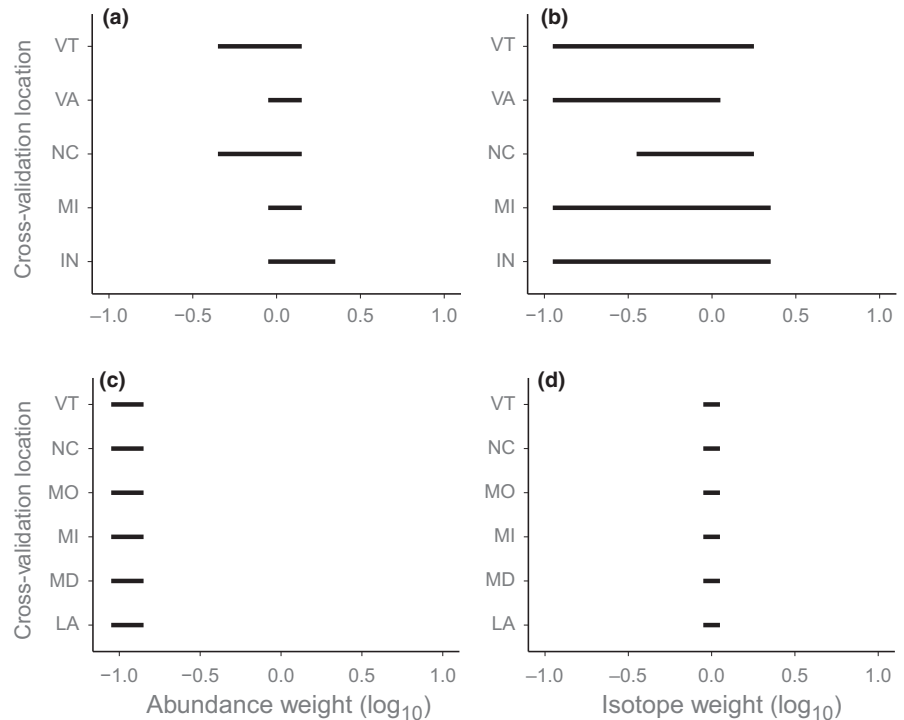 (a)
Cross-validation location
VT
VA
NC
MI
IN
−1.0 −0.5 0.0 0.5 1.0
(b)
VT
VA
NC
MI
IN
−1.0 −0.5 0.0 0.5 1.0
(c)
Cross-validation location
VT
NC
MO
MI
MD
LA
−1.0 −0.5 0.0 0.5 1.0
Abundance weight (log10)
(d)
VT
NC
MO
MI
MD
LA
−1.0 −0.5 0.0 0.5 1.0
Isotope weight (log10)